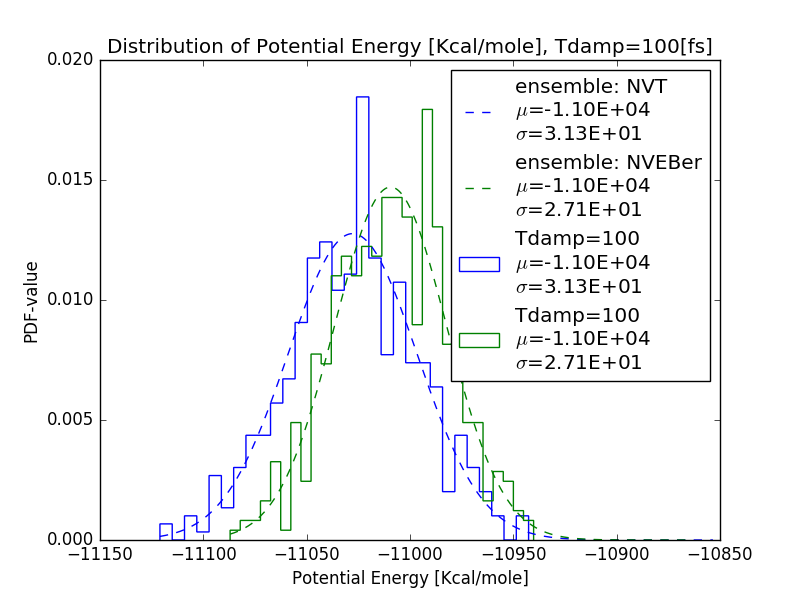 Distribution of Potential Energy [Kcal/mole], Tdamp=100[fs]
0.020
0.015
0.010
0.005
0.000
PDF-value
ensemble: NVT
μ=-1.10E+04
σ=3.13E+01
ensemble: NVEBer
μ=-1.10E+04
σ=2.71E+01
Tdamp=100
μ=-1.10E+04
σ=3.13E+01
Tdamp=100
μ=-1.10E+04
σ=2.71E+01
−11150 −11100 −11050 −11000 −10950 −10900 −10850
Potential Energy [Kcal/mole]